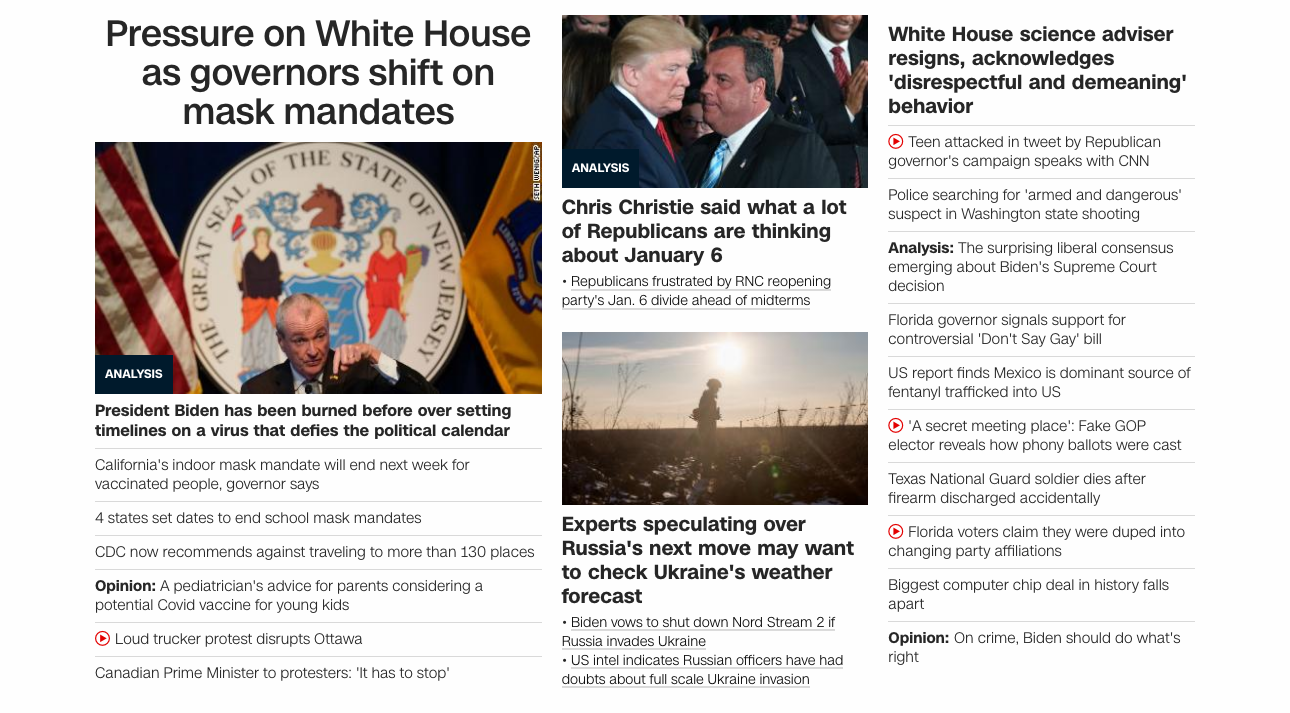 Pressure on White House
as governors shift on
mask mandates
SETH WENIG/AP
THE GREAT SEAL OF THE STATE OF NEW JERSEY
LIBERTY AND
ANALYSIS
President Biden has been burned before over setting
timelines on a virus that defies the political calendar
California's indoor mask mandate will end next week for
vaccinated people, governor says
4 states set dates to end school mask mandates
CDC now recommends against traveling to more than 130 places
Opinion: A pediatrician's advice for parents considering a
potential Covid vaccine for young kids
Loud trucker protest disrupts Ottawa
Canadian Prime Minister to protesters: 'It has to stop'
ANALYSIS
Chris Christie said what a lot
of Republicans are thinking
about January 6
• Republicans frustrated by RNC reopening
party's Jan. 6 divide ahead of midterms
Experts speculating over
Russia's next move may want
to check Ukraine's weather
forecast
• Biden vows to shut down Nord Stream 2 if
Russia invades Ukraine
• US intel indicates Russian officers have had
doubts about full scale Ukraine invasion
White House science adviser
resigns, acknowledges
'disrespectful and demeaning'
behavior
Teen attacked in tweet by Republican
governor's campaign speaks with CNN
Police searching for 'armed and dangerous'
suspect in Washington state shooting
Analysis: The surprising liberal consensus
emerging about Biden's Supreme Court
decision
Florida governor signals support for
controversial 'Don't Say Gay' bill
US report finds Mexico is dominant source of
fentanyl trafficked into US
'A secret meeting place': Fake GOP
elector reveals how phony ballots were cast
Texas National Guard soldier dies after
firearm discharged accidentally
Florida voters claim they were duped into
changing party affiliations
Biggest computer chip deal in history falls
apart
Opinion: On crime, Biden should do what's
right